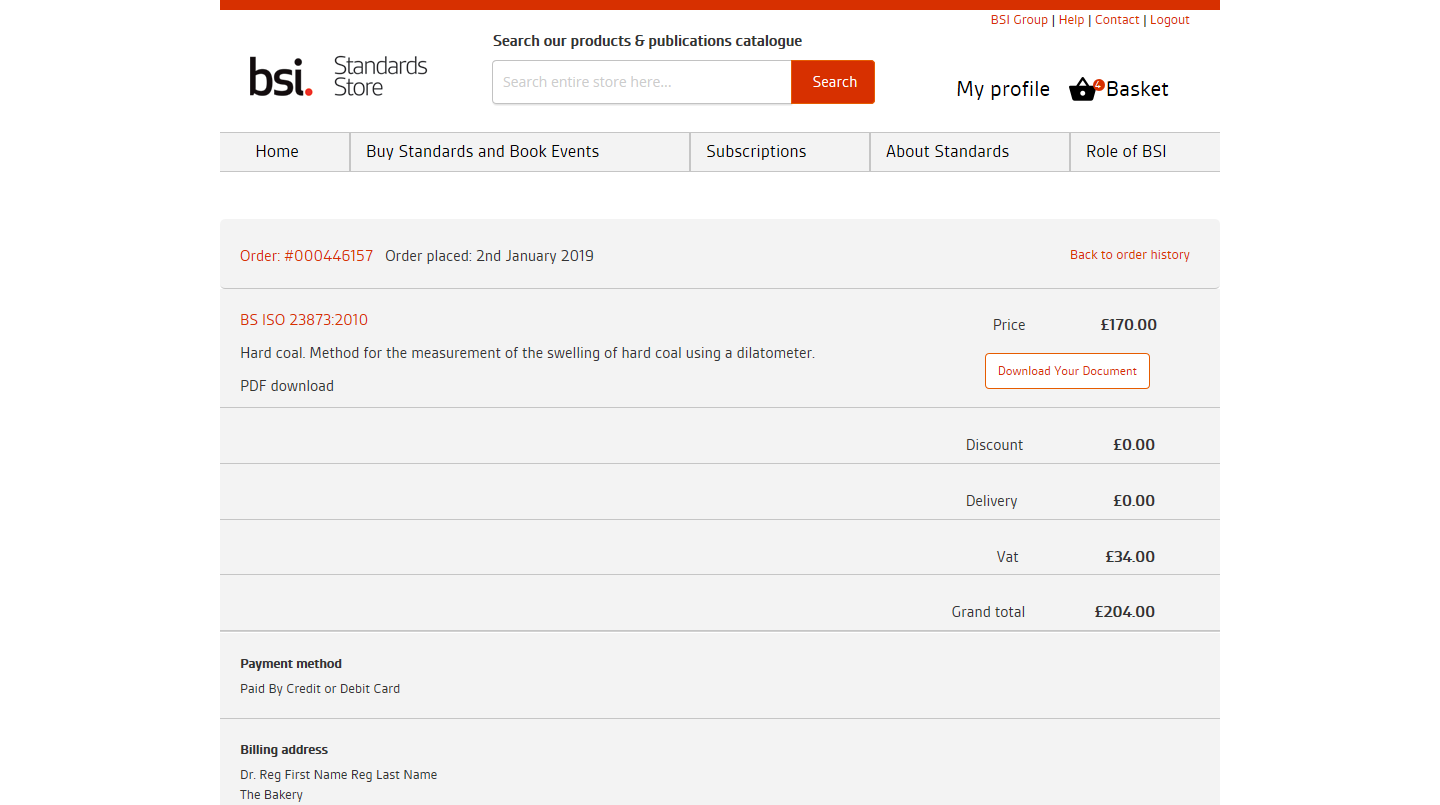 BSI Group | Help | Contact | Logout
Search our products & publications catalogue
bsi. Standards Store
Search entire store here...
Search
My profile
4
Basket
Home
Buy Standards and Book Events
Subscriptions
About Standards
Role of BSI
Order: #000446157 Order placed: 2nd January 2019
Back to order history
BS ISO 23873:2010
Price £170.00
Hard coal. Method for the measurement of the swelling of hard coal using a dilatometer.
Download Your Document
PDF download
Discount £0.00
Delivery £0.00
Vat £34.00
Grand total £204.00
Payment method
Paid By Credit or Debit Card
Billing address
Dr. Reg First Name Reg Last Name
The Bakery